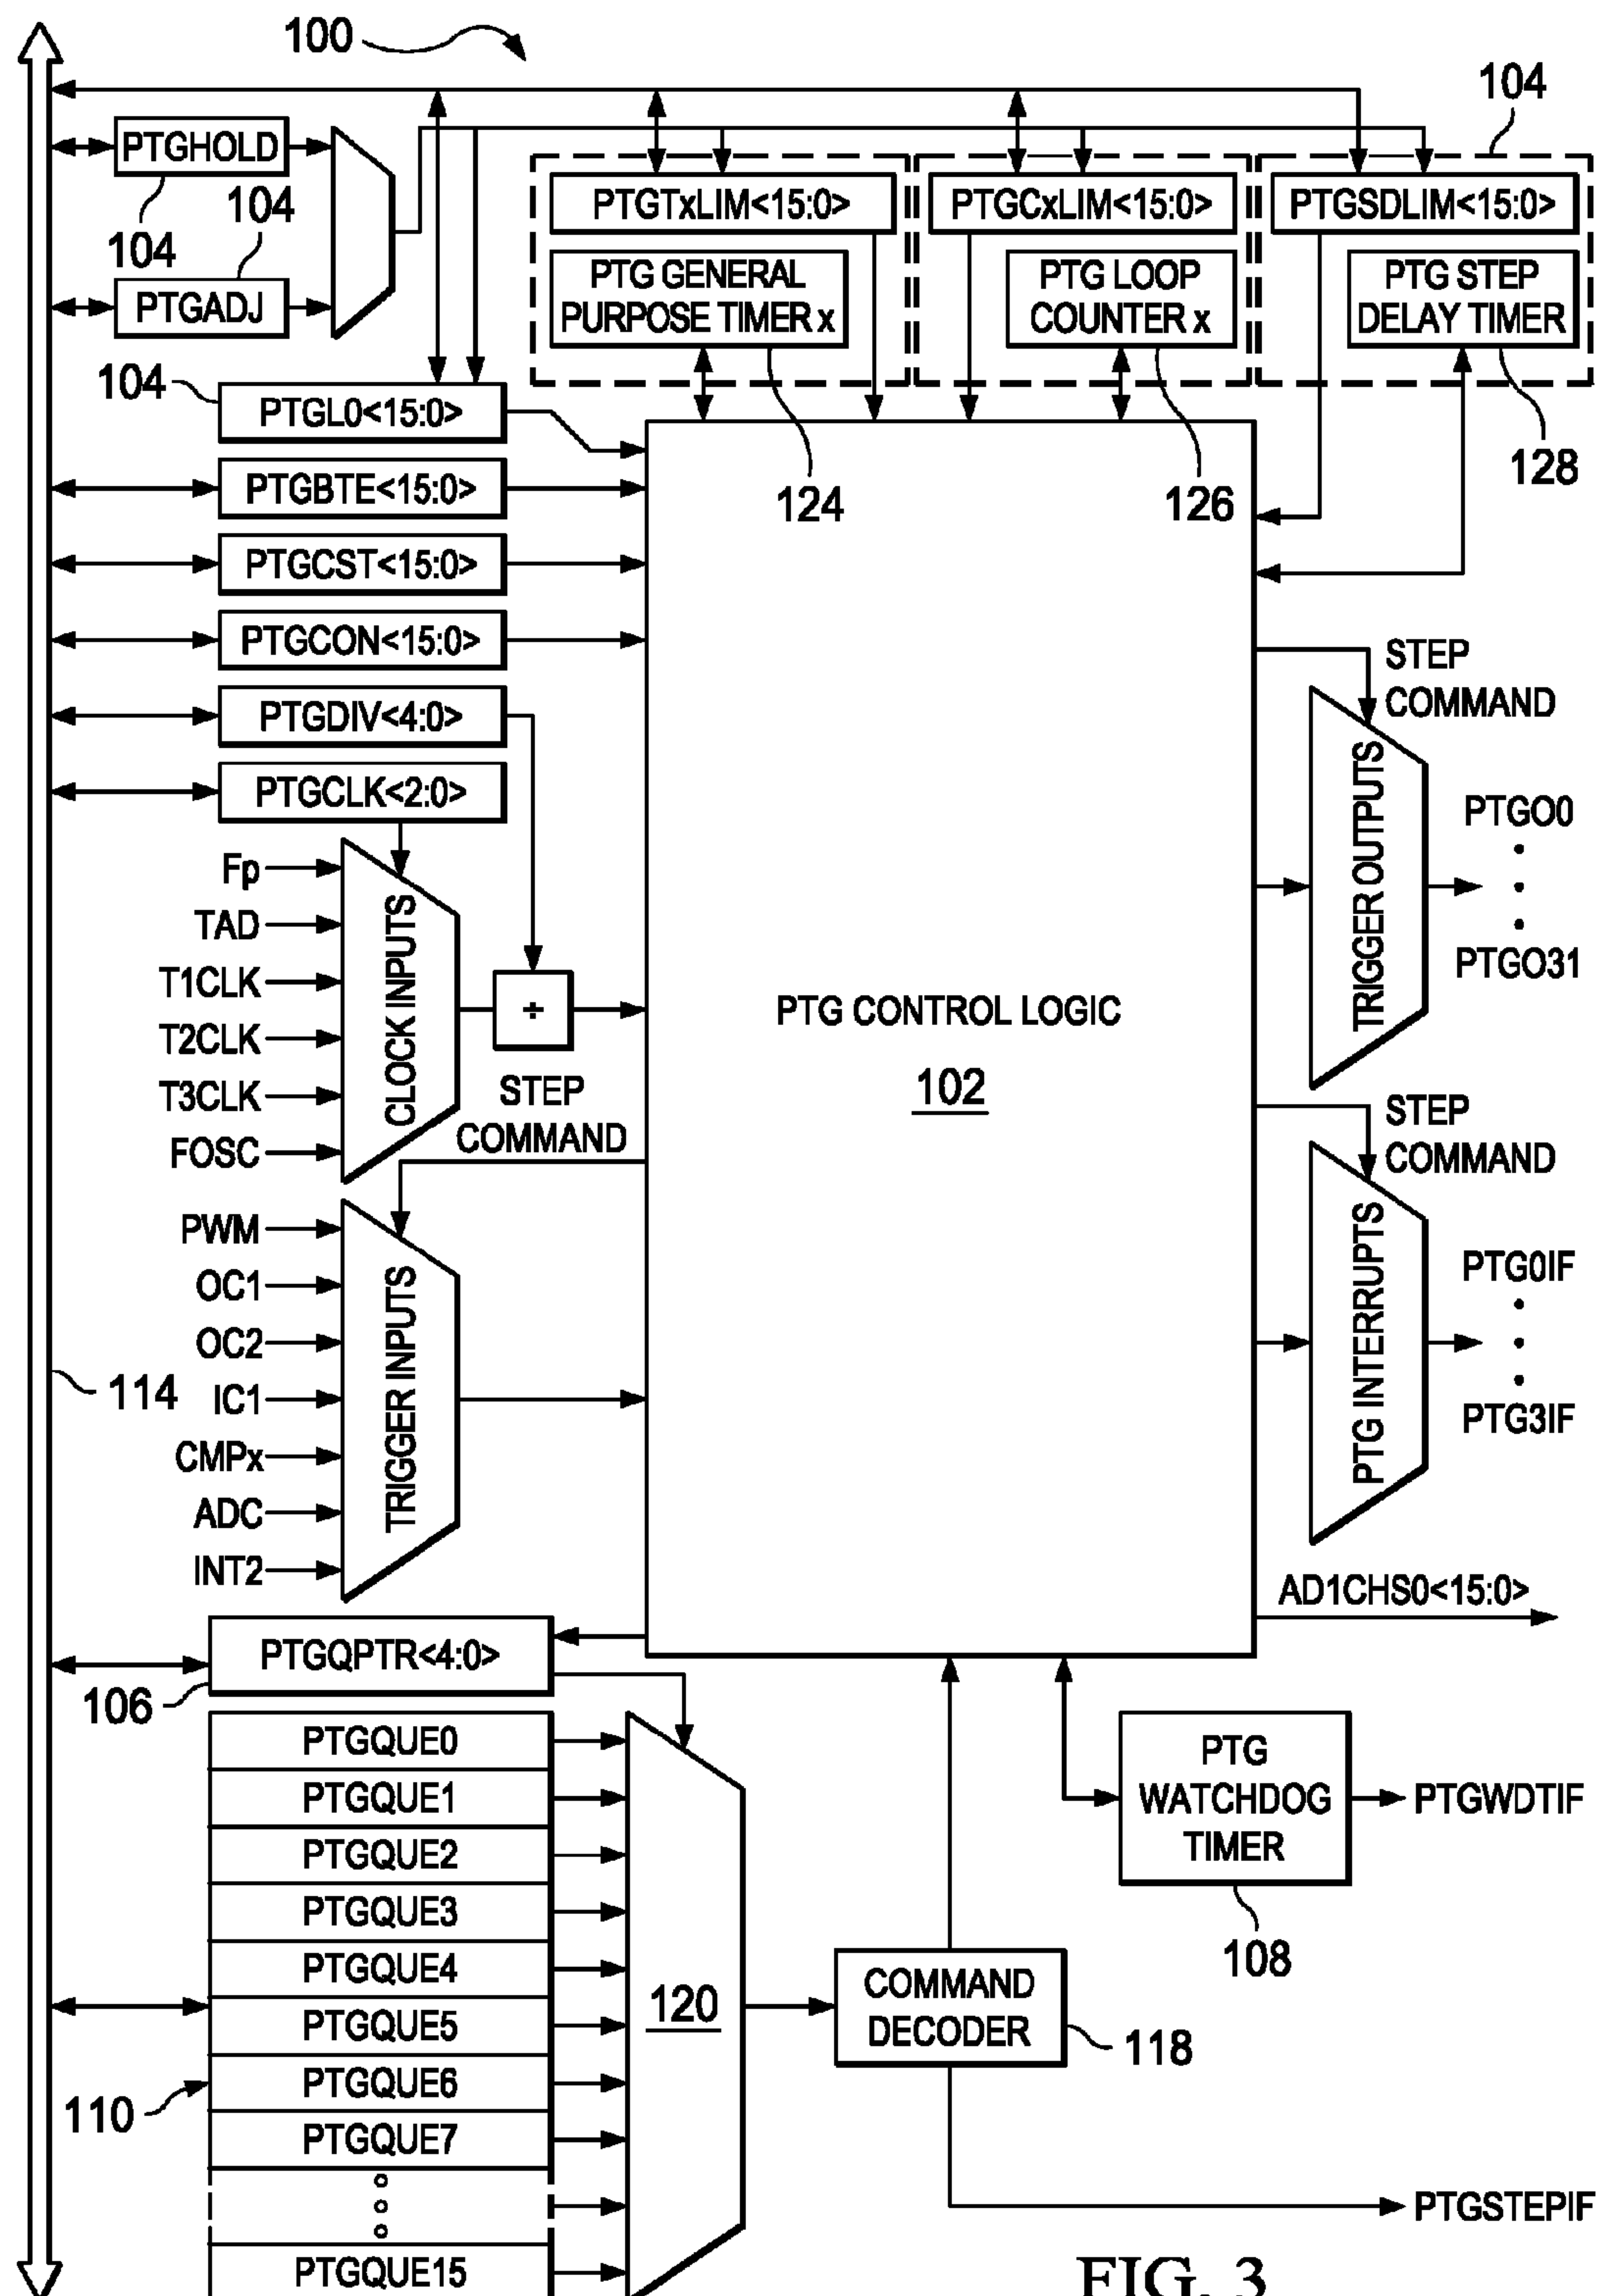 100
104
PTGHOLD
104
104
PTGADJ
PTGTxLIM<15:0>
PTG GENERAL
PURPOSE TIMER x
PTGCxLIM<15:0>
PTG LOOP
COUNTER x
PTGSDLIM<15:0>
PTG STEP
DELAY TIMER
104
PTGL0<15:0>
124
126
128
PTGBTE<15:0>
PTGCST<15:0>
PTGCON<15:0>
PTGDIV<4:0>
PTGCLK<2:0>
Fp
TAD
T1CLK
T2CLK
T3CLK
FOSC
CLOCK INPUTS
÷
STEP
COMMAND
PWM
OC1
OC2
IC1
CMPx
ADC
INT2
TRIGGER INPUTS
114
PTG CONTROL LOGIC
102
STEP
COMMAND
TRIGGER OUTPUTS
PTGO0
PTGO31
STEP
COMMAND
PTG INTERRUPTS
PTG0IF
PTG3IF
AD1CHS0<15:0>
PTGQPTR<4:0>
106
PTGQUE0
PTGQUE1
PTGQUE2
PTGQUE3
PTGQUE4
PTGQUE5
PTGQUE6
PTGQUE7
PTGQUE15
110
120
COMMAND
DECODER
118
PTG
WATCHDOG
TIMER
108
PTGWDTIF
PTGSTEPIF
FIG. 3